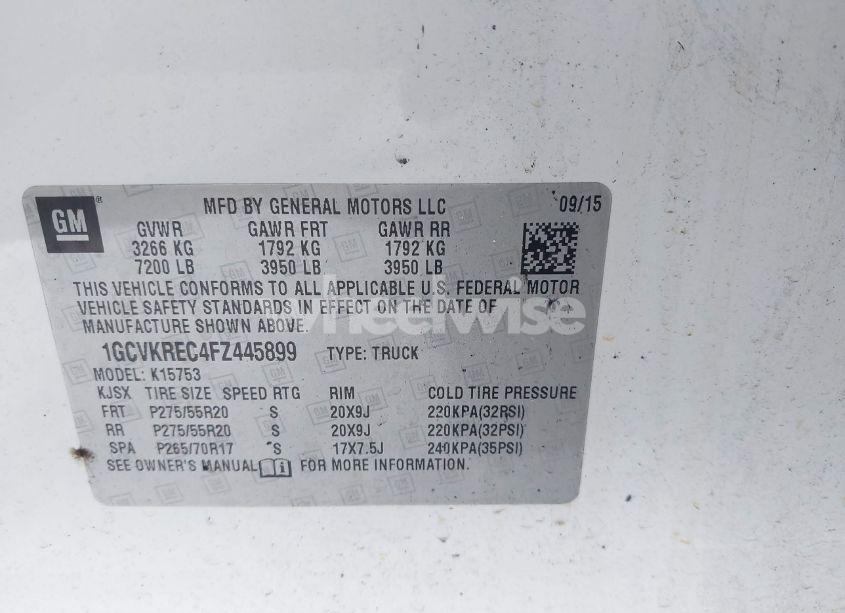 GM ® MFD BY GENERAL MOTORS LLC 09/15
GVWR GAWR FRT GAWR RR
3266 KG 1792 KG 1792 KG
7200 LB 3950 LB 3950 LB
THIS VEHICLE CONFORMS TO ALL APPLICABLE U.S. FEDERAL MOTOR
VEHICLE SAFETY STANDARDS IN EFFECT ON THE DATE OF
MANUFACTURE SHOWN ABOVE.
wheelwise
1GCVKREC4FZ445899 TYPE: TRUCK
MODEL: K15753
KJSX TIRE SIZE SPEED RTG RIM COLD TIRE PRESSURE
FRT P275/55R20 S 20X9J 220KPA(32PSI)
RR P275/55R20 S 20X9J 220KPA(32PSI)
SPA P265/70R17 S 17X7.5J 240KPA(35PSI)
SEE OWNER'S MANUAL FOR MORE INFORMATION.